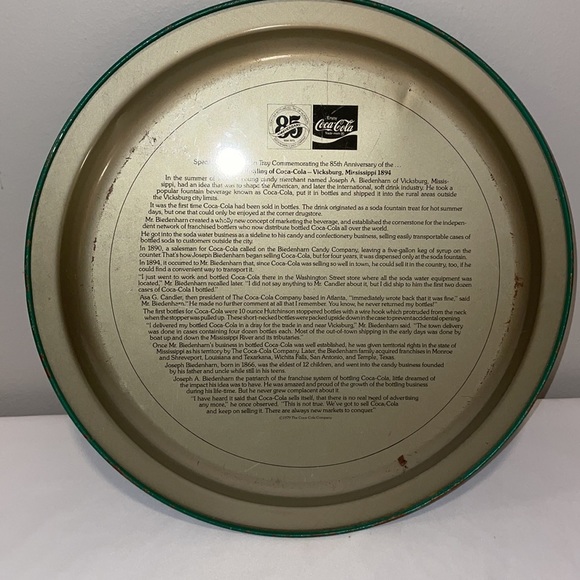 85
Enjoy
Coca-Cola
Trade-mark ®
Tray Commemorating the 85th Anniversary of the ...
of Coca-Cola – Vicksburg, Mississippi 1894
In the summer candy merchant named Joseph A. Biedenharn of Vicksburg, Missis-
sippi, had an idea that was to shape the American, and later the international, soft drink industry. He took a
popular fountain beverage known as Coca-Cola, put it in bottles and shipped it into the rural areas outside
the Vicksburg city limits.
It was the first time Coca-Cola had been sold in bottles. The drink originated as a soda fountain treat for hot summer
days, but one that could only be enjoyed at the corner drugstore.
Mr. Biedenharn created a wholly new concept of marketing the beverage, and established the cornerstone for the indepen-
dent network of franchised bottlers who now distribute bottled Coca-Cola all over the world.
He got into the soda water business as a sideline to his candy and confectionery business, selling easily transportable cases of
bottled soda to customers outside the city.
In 1890, a salesman for Coca-Cola called on the Biedenharn Candy Company, leaving a five-gallon keg of syrup on the
counter. That's how Joseph Biedenharn began selling Coca-Cola, but for four years, it was dispensed only at the soda fountain.
In 1894, it occurred to Mr. Biedenharn that, since Coca-Cola was selling so well in town, he could sell it in the country, too, if he
could find a convenient way to transport it.
"I just went to work and bottled Coca-Cola there in the Washington Street store where all the soda water equipment was
located," Mr. Biedenharn recalled later. "I did not say anything to Mr. Candler about it, but I did ship to him the first two dozen
cases of Coca-Cola I bottled."
Asa G. Candler, then president of The Coca-Cola Company based in Atlanta, "immediately wrote back that it was fine," said
Mr. Biedenharn. "He made no further comment at all that I remember. You know, he never returned my bottles!"
The first bottles for Coca-Cola were 10 ounce Hutchinson stoppered bottles with a wire hook which protruded from the neck
when the stopper was pulled up. These short-necked bottles were packed upside down in the case to prevent accidental opening.
"I delivered my bottled Coca-Cola in a dray for the trade in and near Vicksburg," Mr. Biedenharn said. "The town delivery
was done in cases containing four dozen bottles each. Most of the out-of-town shipping in the early days was done by
boat up and down the Mississippi River and its tributaries."
Once Mr. Biedenharn's business in bottled Coca-Cola was well established, he was given territorial rights in the state of
Mississippi as his territory by The Coca-Cola Company. Later, the Biedenharn family acquired franchises in Monroe
and Shreveport, Louisiana and Texarkana, Wichita Falls, San Antonio, and Temple, Texas.
Joseph Biedenharn, born in 1866, was the eldest of 12 children, and went into the candy business founded
by his father and uncle while still in his teens.
Joseph A. Biedenharn the patriarch of the franchise system of bottling Coca-Cola, little dreamed of
the impact his idea was to have. He was amazed and proud of the growth of the bottling business
during his life-time. But he never grew complacent about it.
"I have heard it said that Coca-Cola sells itself, that there is no real need of advertising
any more," he once observed. "This is not true. We've got to sell Coca-Cola
and keep on selling it. There are always new markets to conquer."
©1979 The Coca-Cola Company